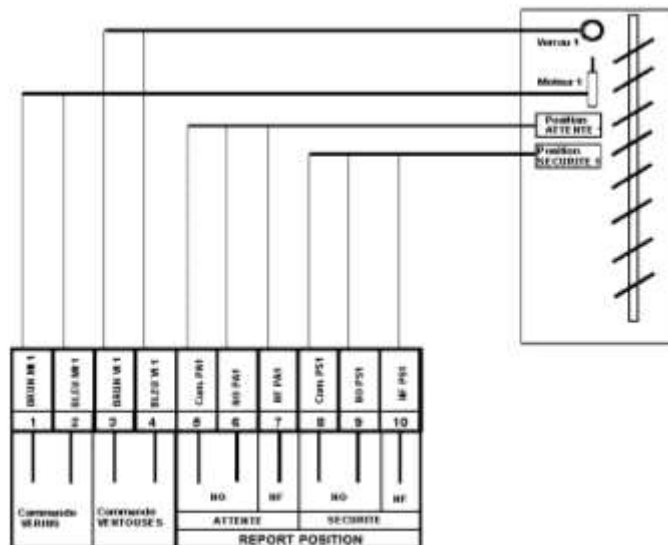 Verrou 1
Moteur 1
Position
ATTENTE
Position
SECURITE 1
BRUN M1
BLEU M1
BRUN V1
BLEU V1
Com. PA1
NO PA1
NF PA1
Com. PS1
NO PS1
NF PS1
1 2 3 4 5 6 7 8 9 10
NO NF NO NF
Commande
VERINS
Commande
VENTOUSES
ATTENTE SECURITE
REPORT POSITION